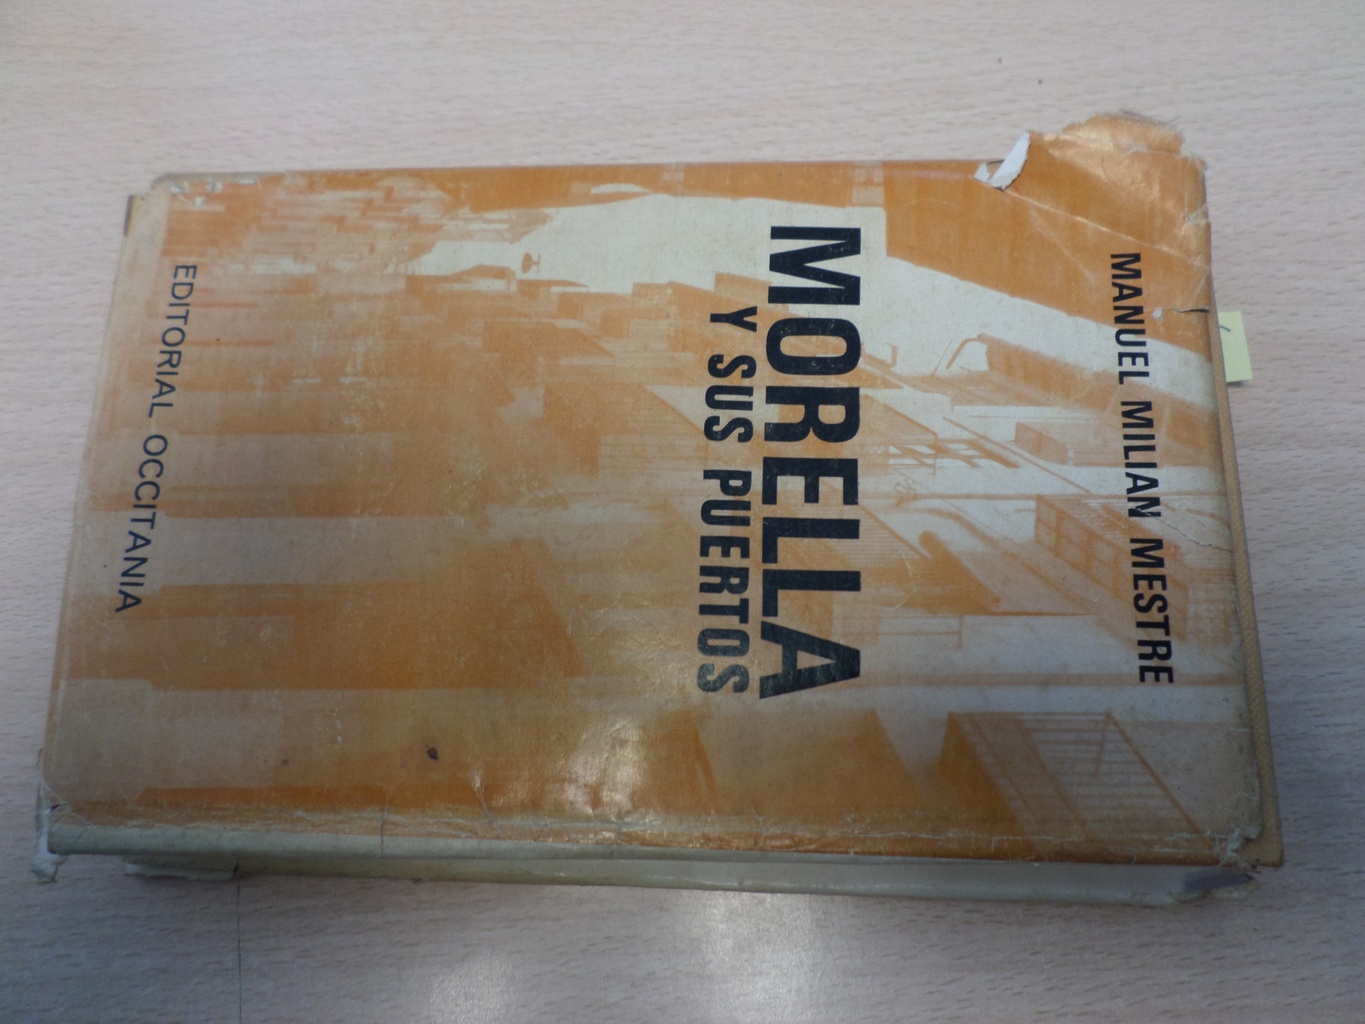 MANUEL MILIAN MESTRE
MORELLA
Y SUS PUERTOS
EDITORIAL OCCITANIA